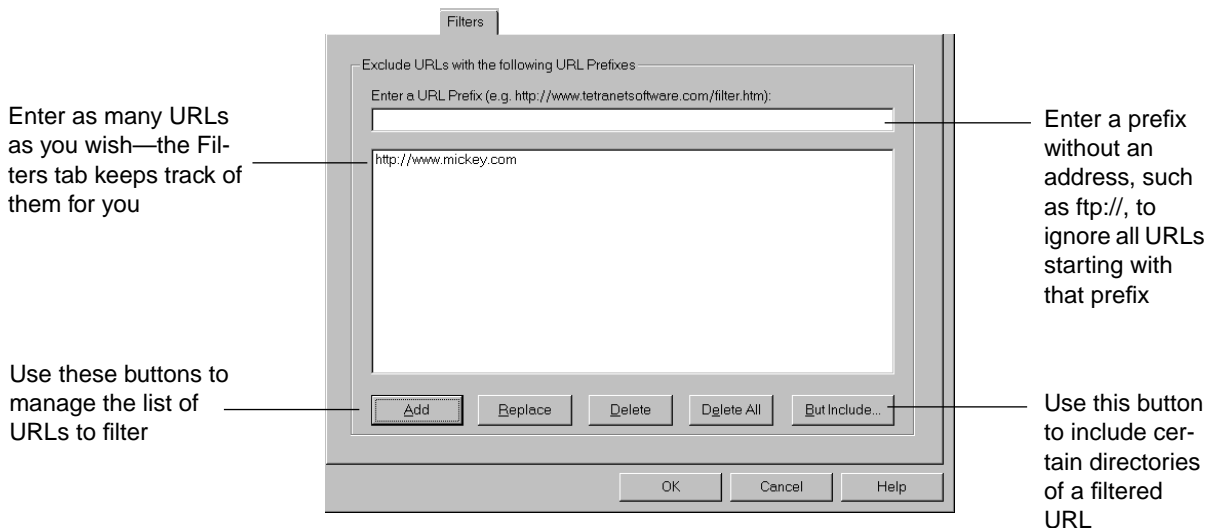 Filters
Exclude URLs with the following URL Prefixes
Enter a URL Prefix (e.g. http://www.tetranetsoftware.com/filter.htm):
http://www.mickey.com
Add
Replace
Delete
Delete All
But Include...
OK
Cancel
Help
Enter as many URLs
as you wish—the Fil-
ters tab keeps track of
them for you
Use these buttons to
manage the list of
URLs to filter
Enter a prefix
without an
address, such
as ftp://, to
ignore all URLs
starting with
that prefix
Use this button
to include cer-
tain directories
of a filtered
URL